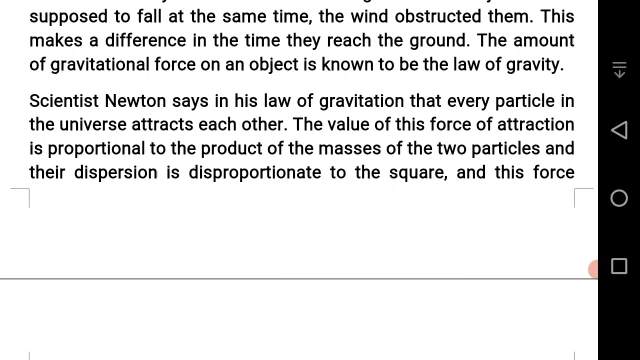 supposed to fall at the same time, the wind obstructed them. This
makes a difference in the time they reach the ground. The amount
of gravitational force on an object is known to be the law of gravity.
Scientist Newton says in his law of gravitation that every particle in
the universe attracts each other. The value of this force of attraction
is proportional to the product of the masses of the two particles and
their dispersion is disproportionate to the square, and this force